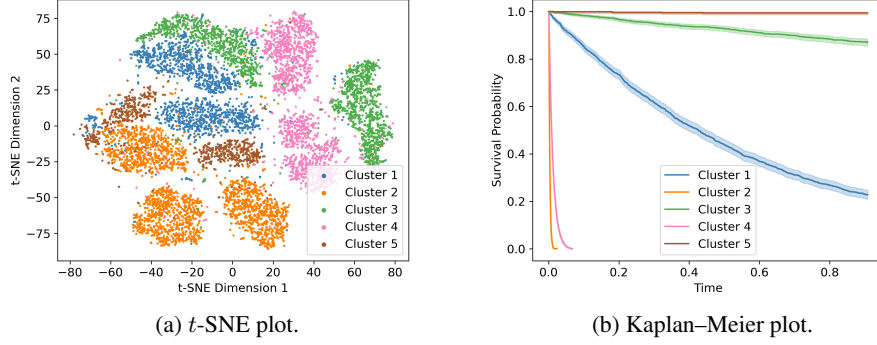 75
50
25
0
−25
−50
−75
−80
−60
−40
−20
0
20
40
60
80
t-SNE Dimension 2
t-SNE Dimension 1
Cluster 1
Cluster 2
Cluster 3
Cluster 4
Cluster 5
(a) t-SNE plot.
1.0
0.8
0.6
0.4
0.2
0.0
0.0
0.2
0.4
0.6
0.8
Survival Probability
Time
Cluster 1
Cluster 2
Cluster 3
Cluster 4
Cluster 5
(b) Kaplan–Meier plot.